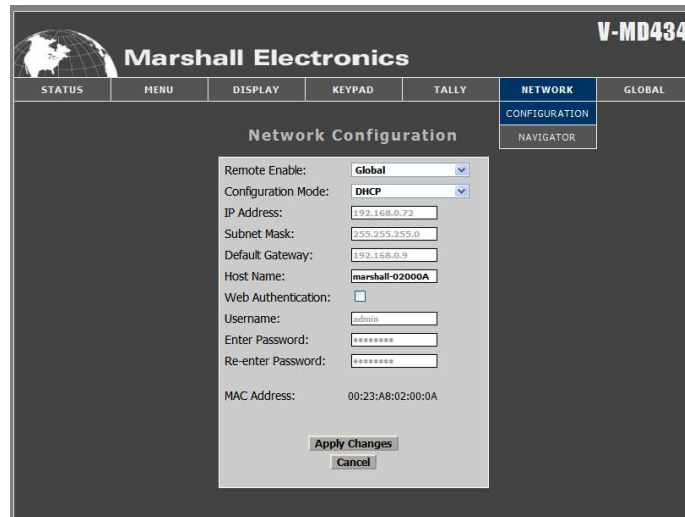 V-MD434
Marshall Electronics
STATUS MENU DISPLAY KEYPAD TALLY NETWORK GLOBAL
CONFIGURATION
NAVIGATOR
Network Configuration
Remote Enable: Global
Configuration Mode: DHCP
IP Address: 192.168.0.72
Subnet Mask: 255.255.255.0
Default Gateway: 192.168.0.9
Host Name: marshall-02000A
Web Authentication:
Username: admin
Enter Password: ••••••••
Re-enter Password: ••••••••
MAC Address: 00:23:A8:02:00:0A
Apply Changes
Cancel